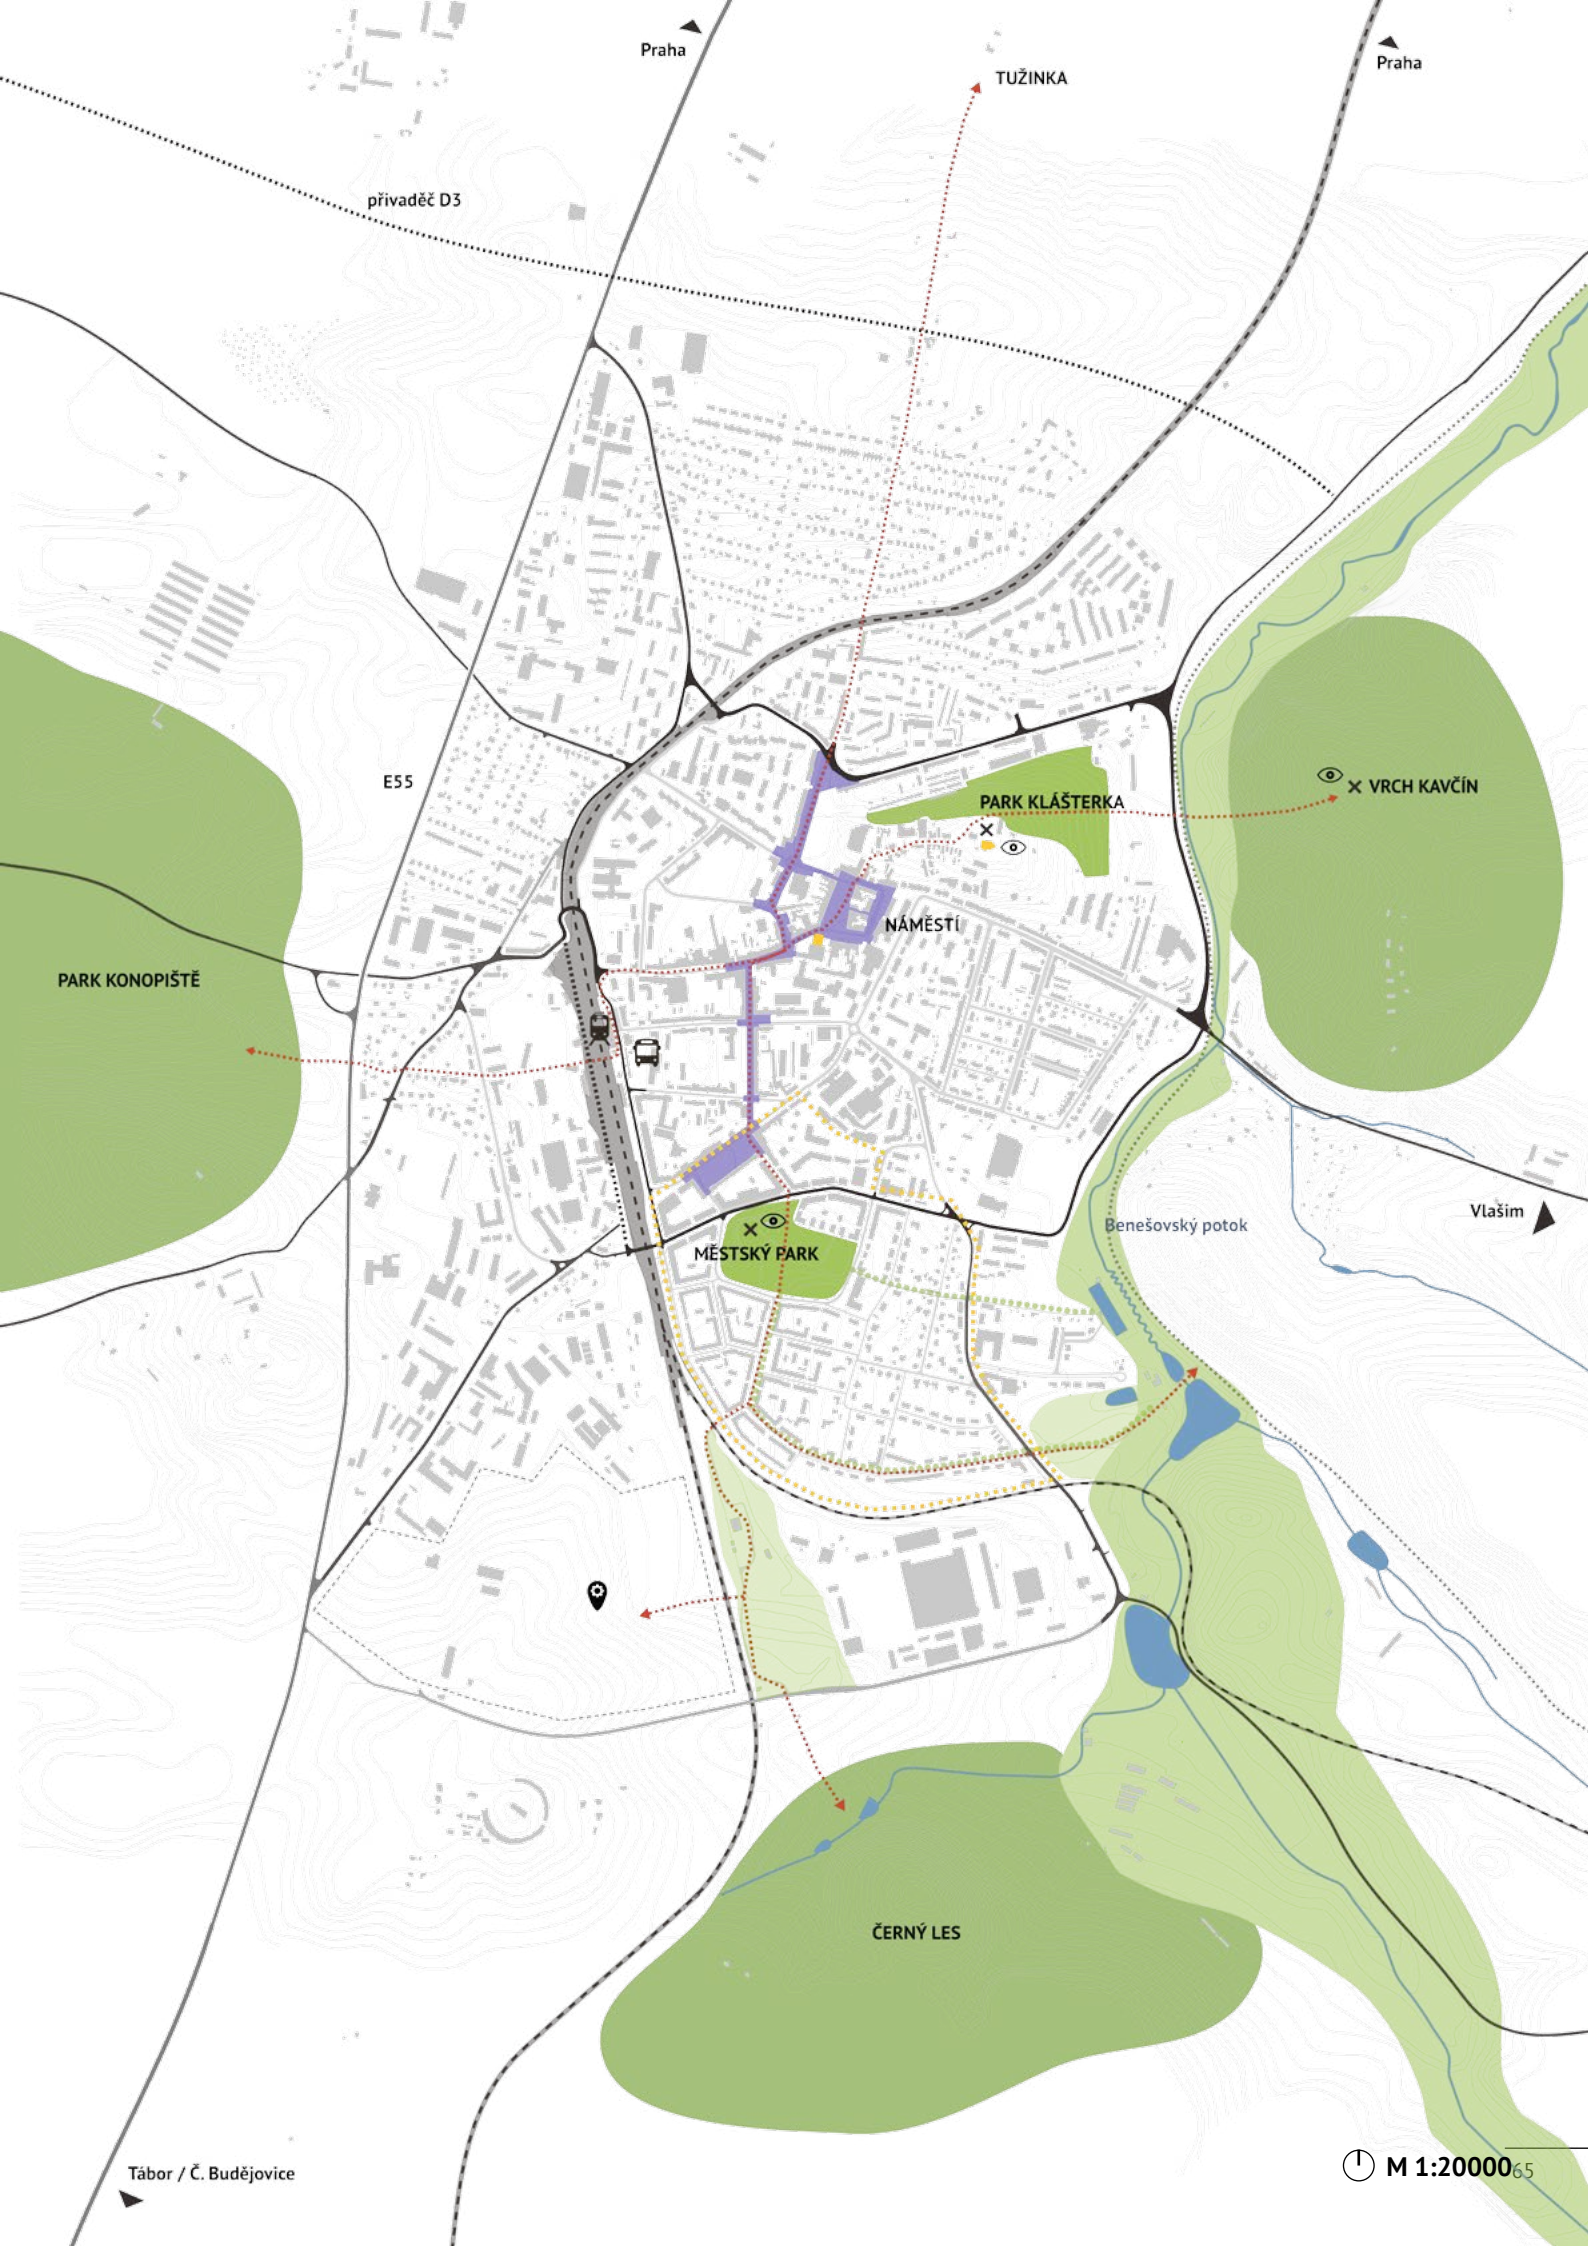 Praha
Praha
TUŽINKA
přivaděč D3
E55
VRCH KAVČÍN
PARK KLÁŠTERKA
NÁMĚSTÍ
PARK KONOPIŠTĚ
Vlašim
Benešovský potok
MĚSTSKÝ PARK
ČERNÝ LES
Tábor / Č. Budějovice
M 1:20000
65